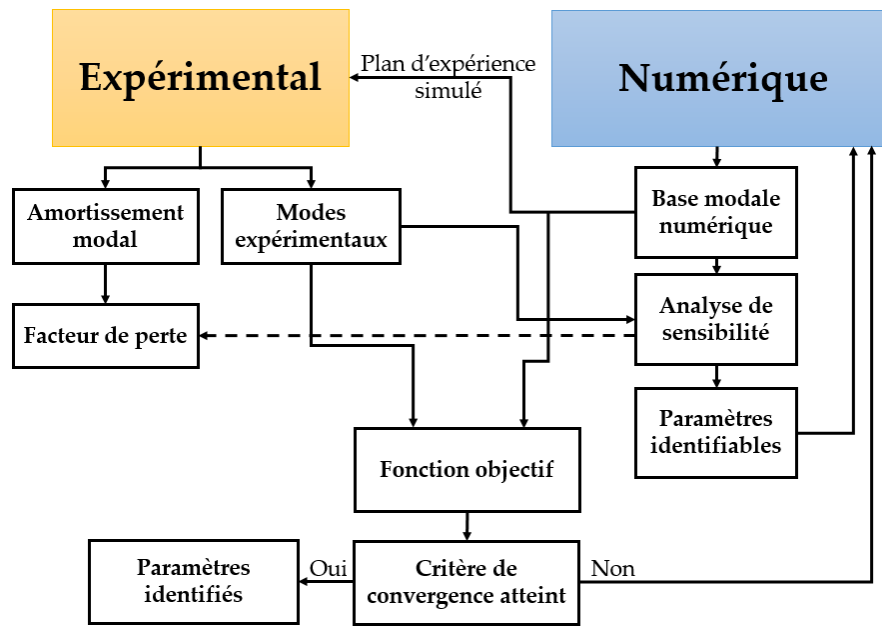 Expérimental
Plan d’expérience
simulé
Numérique
Amortissement
modal
Modes
expérimentaux
Base modale
numérique
Facteur de perte
Analyse de
sensibilité
Paramètres
identifiables
Fonction objectif
Paramètres
identifiés
Oui
Critère de
convergence atteint
Non